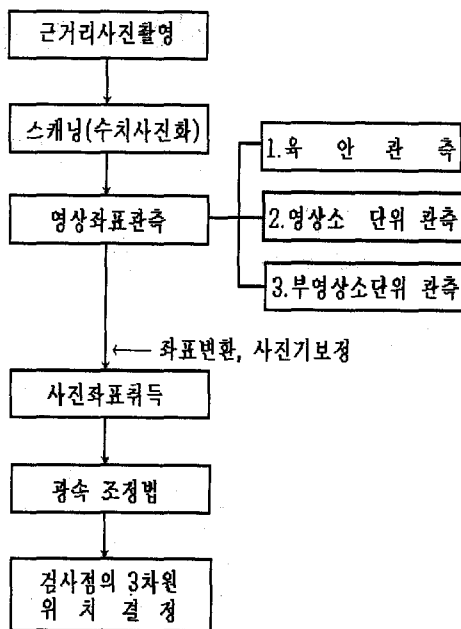 근거리사진촬영
스캐닝(수치사진화)
영상좌표관측
1.육 안 관 측
2.영상소 단위 관측
3.부영상소단위 관측
좌표변환, 사진기보정
사진좌표취득
광속 조정법
검사점의 3차원
위 치 결 정